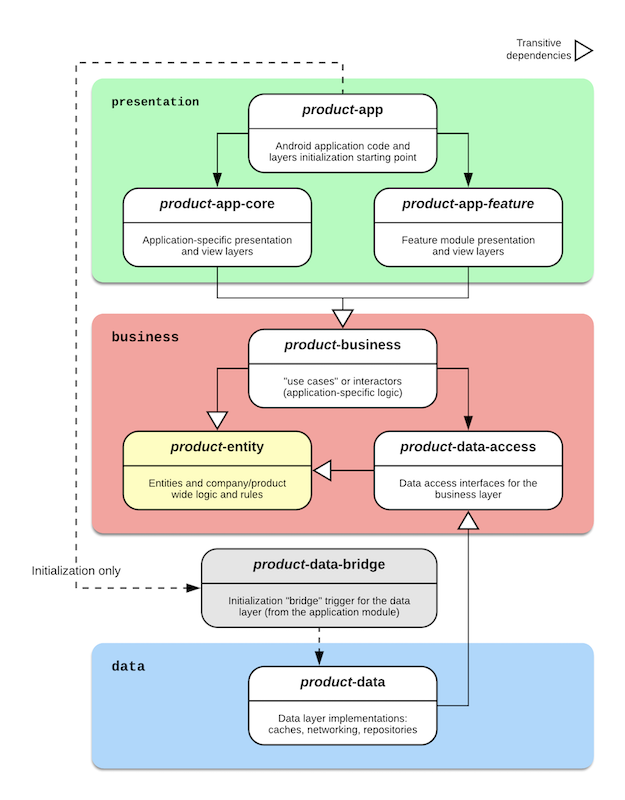 Transitive
dependencies
presentation
product-app
Android application code and
layers initialization starting point
product-app-core
Application-specific presentation
and view layers
product-app-feature
Feature module presentation
and view layers
business
product-business
"use cases" or interactors
(application-specific logic)
product-entity
Entities and company/product
wide logic and rules
product-data-access
Data access interfaces for the
business layer
Initialization only
product-data-bridge
Initialization "bridge" trigger for the data
layer (from the application module)
data
product-data
Data layer implementations:
caches, networking, repositories